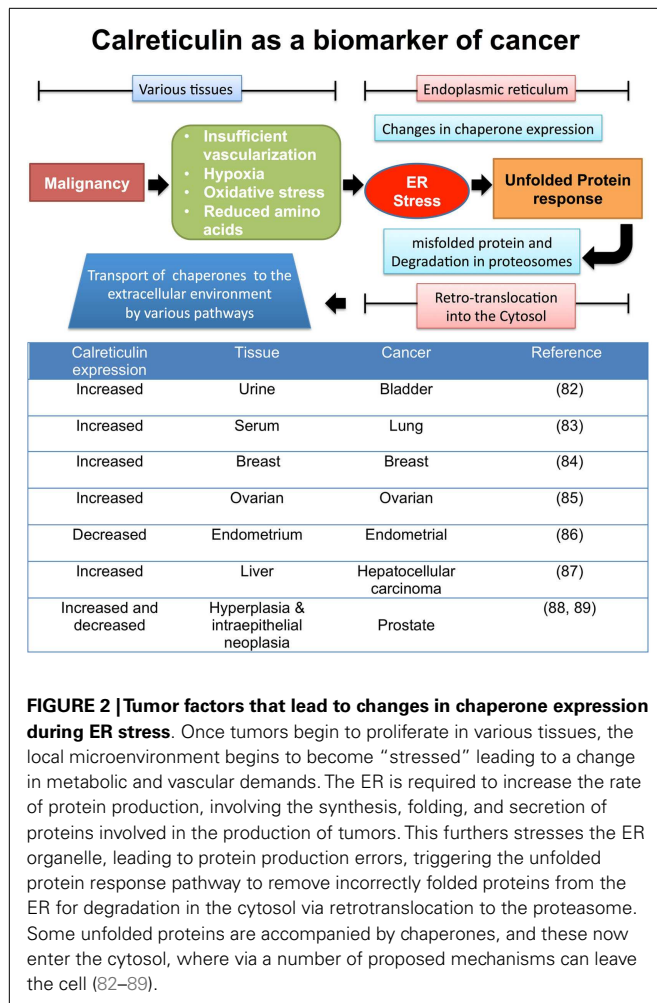 Calreticulin as a biomarker of cancer
Various tissues
Endoplasmic reticulum
Changes in chaperone expression
Malignancy
• Insufficient
vascularization
• Hypoxia
• Oxidative stress
• Reduced amino
acids
ER
Stress
Unfolded Protein
response
misfolded protein and
Degradation in proteosomes
Transport of chaperones to the
extracellular environment
by various pathways
Retro-translocation
into the Cytosol
Calreticulin
expression Tissue Cancer Reference
Increased Urine Bladder (82)
Increased Serum Lung (83)
Increased Breast Breast (84)
Increased Ovarian Ovarian (85)
Decreased Endometrium Endometrial (86)
Increased Liver Hepatocellular
carcinoma (87)
Increased and
decreased Hyperplasia &
intraepithelial
neoplasia Prostate (88, 89)
FIGURE 2 | Tumor factors that lead to changes in chaperone expression
during ER stress. Once tumors begin to proliferate in various tissues, the
local microenvironment begins to become “stressed” leading to a change
in metabolic and vascular demands. The ER is required to increase the rate
of protein production, involving the synthesis, folding, and secretion of
proteins involved in the production of tumors. This furthers stresses the ER
organelle, leading to protein production errors, triggering the unfolded
protein response pathway to remove incorrectly folded proteins from the
ER for degradation in the cytosol via retrotranslocation to the proteasome.
Some unfolded proteins are accompanied by chaperones, and these now
enter the cytosol, where via a number of proposed mechanisms can leave
the cell (82–89).